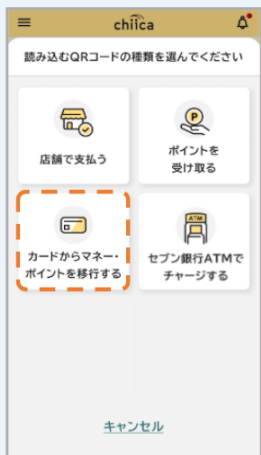 chiica
読み込むQRコードの種類を選んでください
店舗で支払う
P
ポイントを
受け取る
カードからマネー・
ポイントを移行する
ATM
セブン銀行ATMで
チャージする
キャンセル